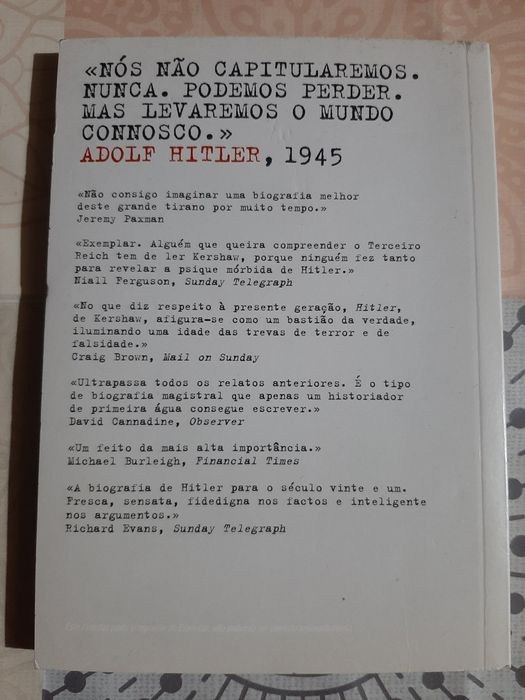 «NÓS NÃO CAPITULAREMOS.
NUNCA. PODEMOS PERDER.
MAS LEVAREMOS O MUNDO
CONNOSCO.»
ADOLF HITLER, 1945
«Não consigo imaginar uma biografia melhor
deste grande tirano por muito tempo.»
Jeremy Paxman
«Exemplar. Alguém que queira compreender o Terceiro
Reich tem de ler Kershaw, porque ninguém fez tanto
para revelar a psique mórbida de Hitler.»
Niall Ferguson, Sunday Telegraph
«No que diz respeito à presente geração, Hitler,
de Kershaw, afigura-se como um bastião da verdade,
iluminando uma idade das trevas de terror e de
falsidade.»
Craig Brown, Mail on Sunday
«Ultrapassa todos os relatos anteriores. É o tipo
de biografia magistral que apenas um historiador
de primeira água consegue escrever.»
David Cannadine, Observer
«Um feito da mais alta importância.»
Michael Burleigh, Financial Times
«A biografia de Hitler para o século vinte e um.
Fresca, sensata, fidedigna nos factos e inteligente
nos argumentos.»
Richard Evans, Sunday Telegraph